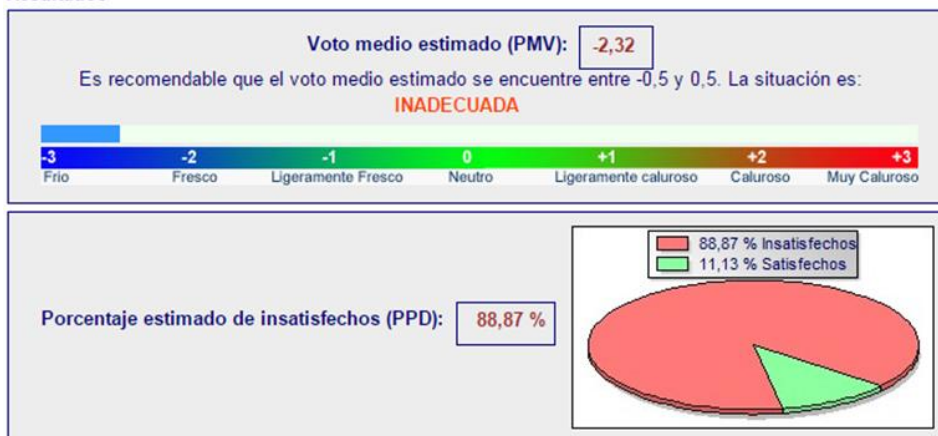 Voto medio estimado (PMV): -2,32
Es recomendable que el voto medio estimado se encuentre entre -0,5 y 0,5. La situación es:
INADECUADA
-3 -2 -1 0 +1 +2 +3
Frio Fresco Ligeramente Fresco Neutro Ligeramente caluroso Caluroso Muy Caluroso
88,87 % Insatisfechos
11,13 % Satisfechos
Porcentaje estimado de insatisfechos (PPD): 88,87 %